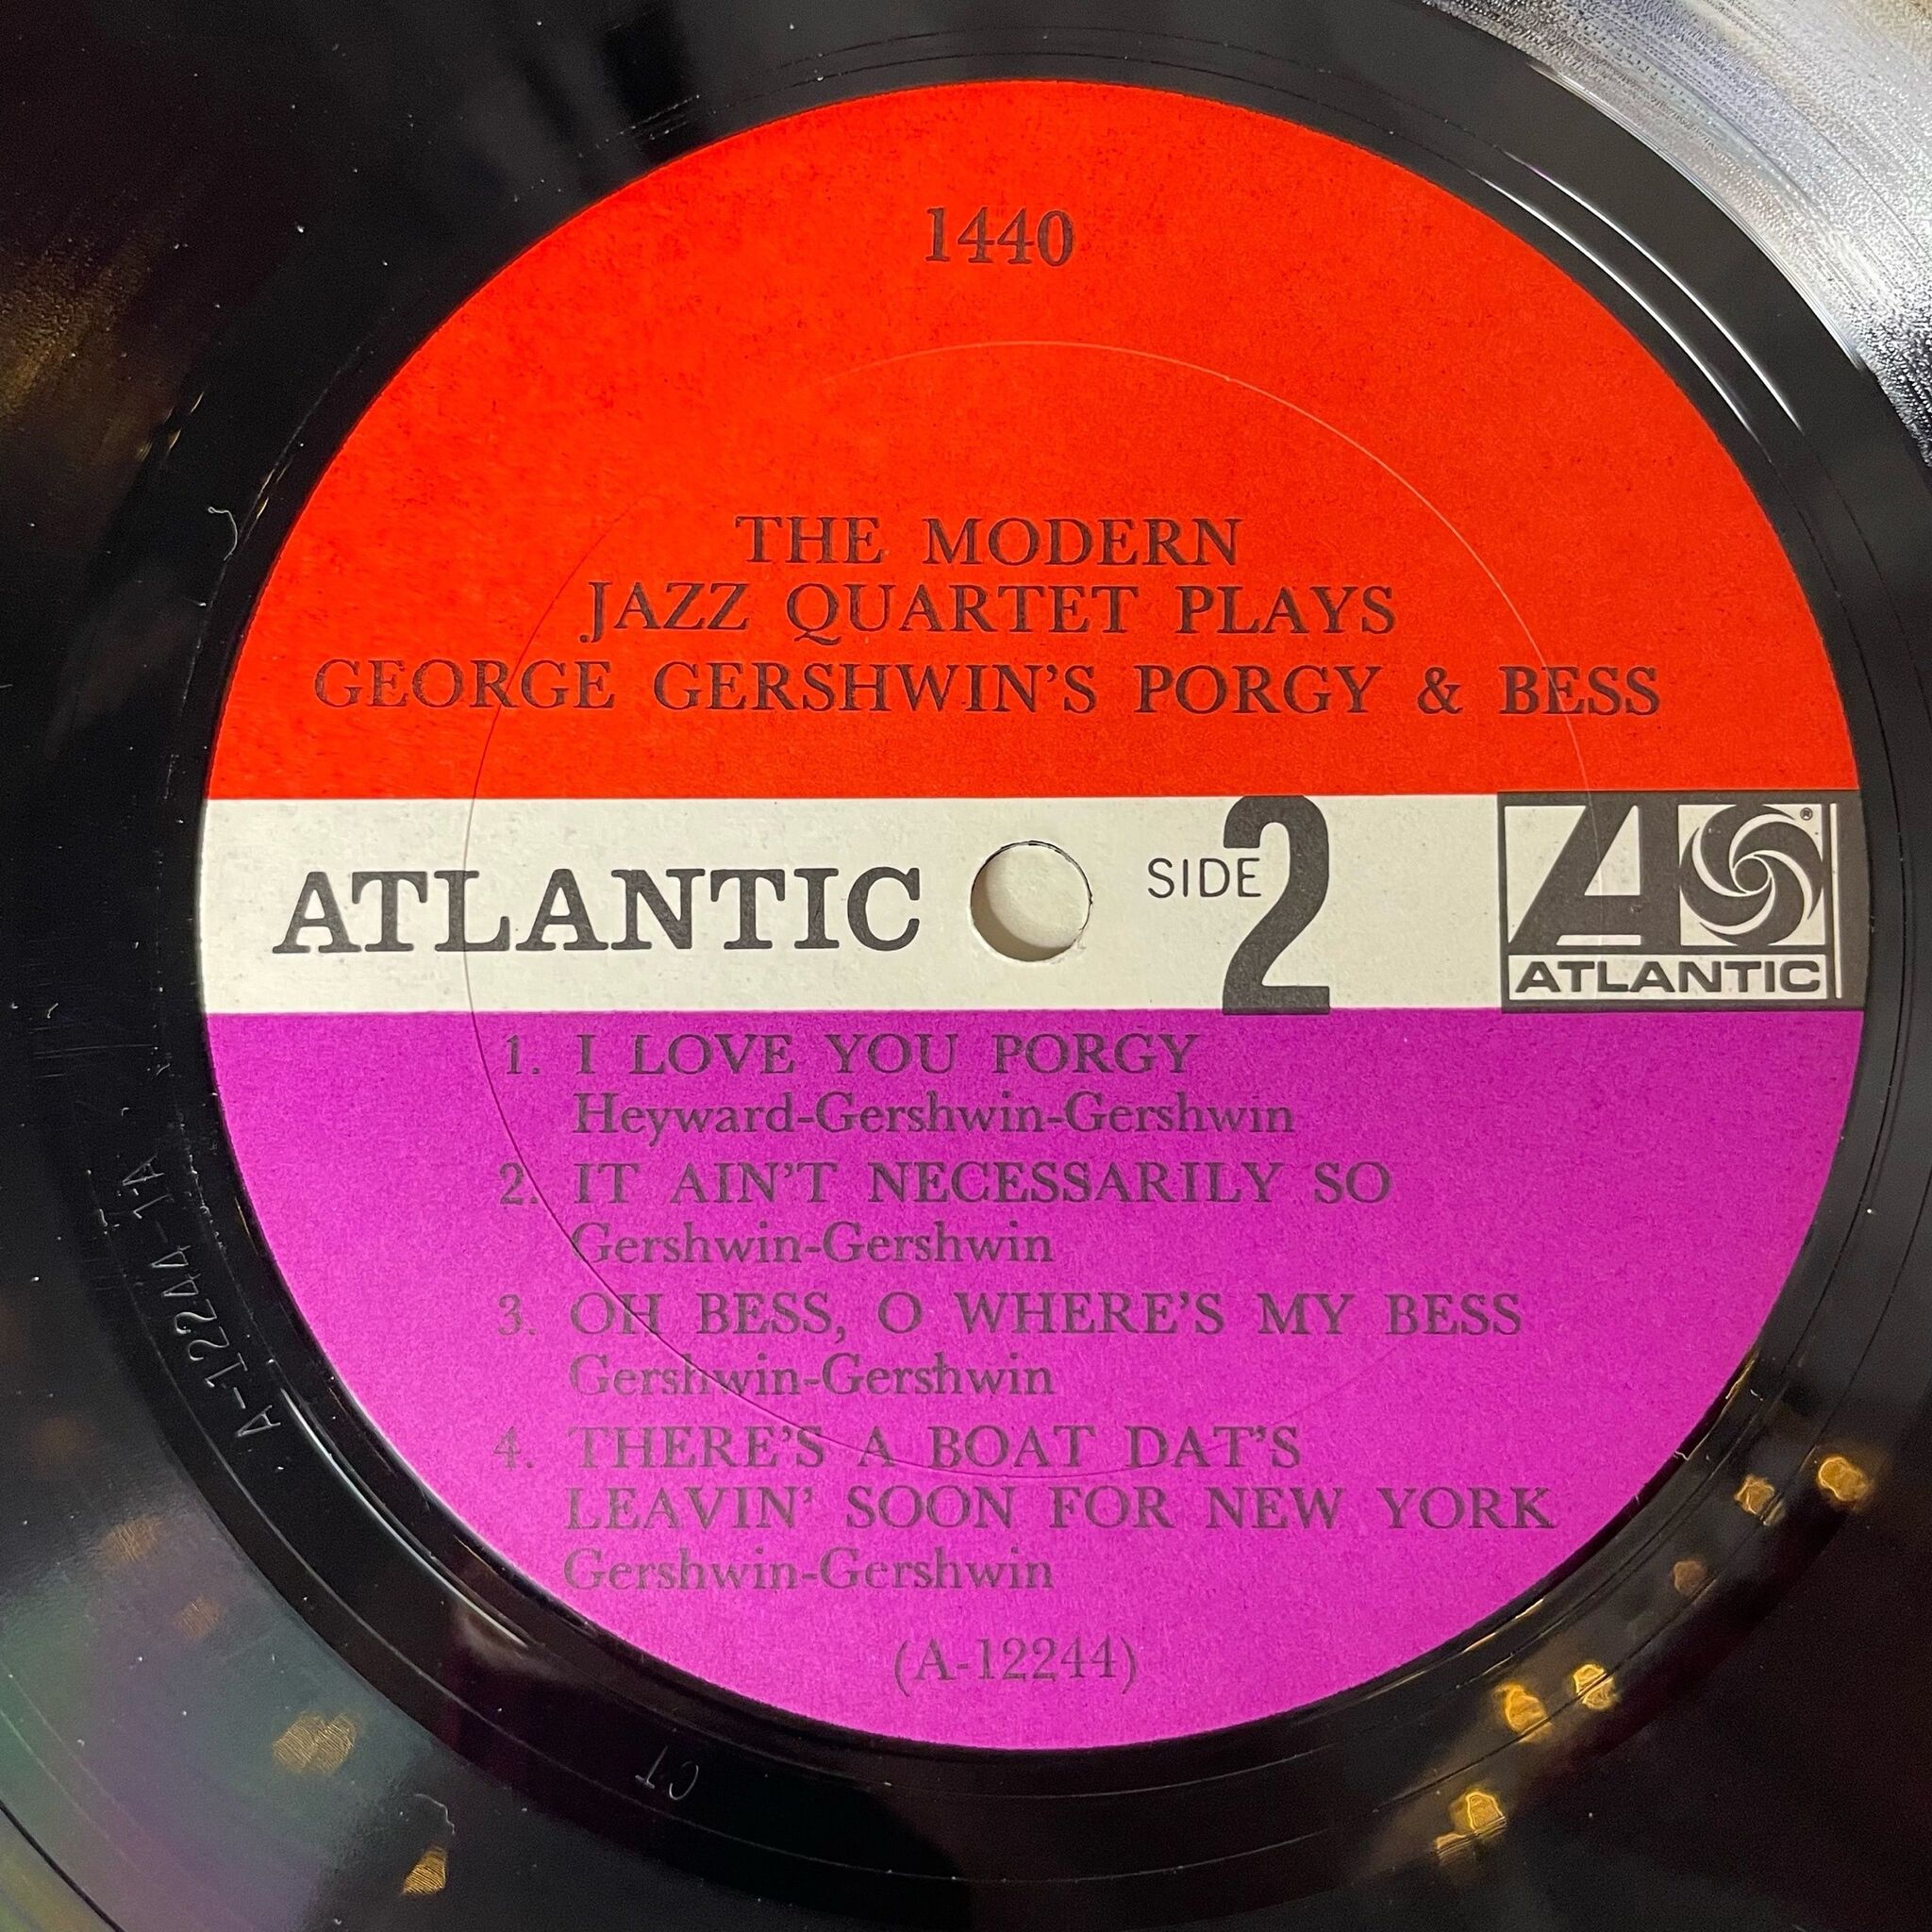 1440
THE MODERN
JAZZ QUARTET PLAYS
GEORGE GERSHWIN'S PORGY & BESS
ATLANTIC SIDE 2
A ®
ATLANTIC
1. I LOVE YOU PORGY
Heyward-Gershwin-Gershwin
2. IT AIN'T NECESSARILY SO
Gershwin-Gershwin
3. OH BESS, O WHERE'S MY BESS
Gershwin-Gershwin
4. THERE'S A BOAT DAT'S
LEAVIN' SOON FOR NEW YORK
Gershwin-Gershwin
(A-12244)
A-12244-1A
CT